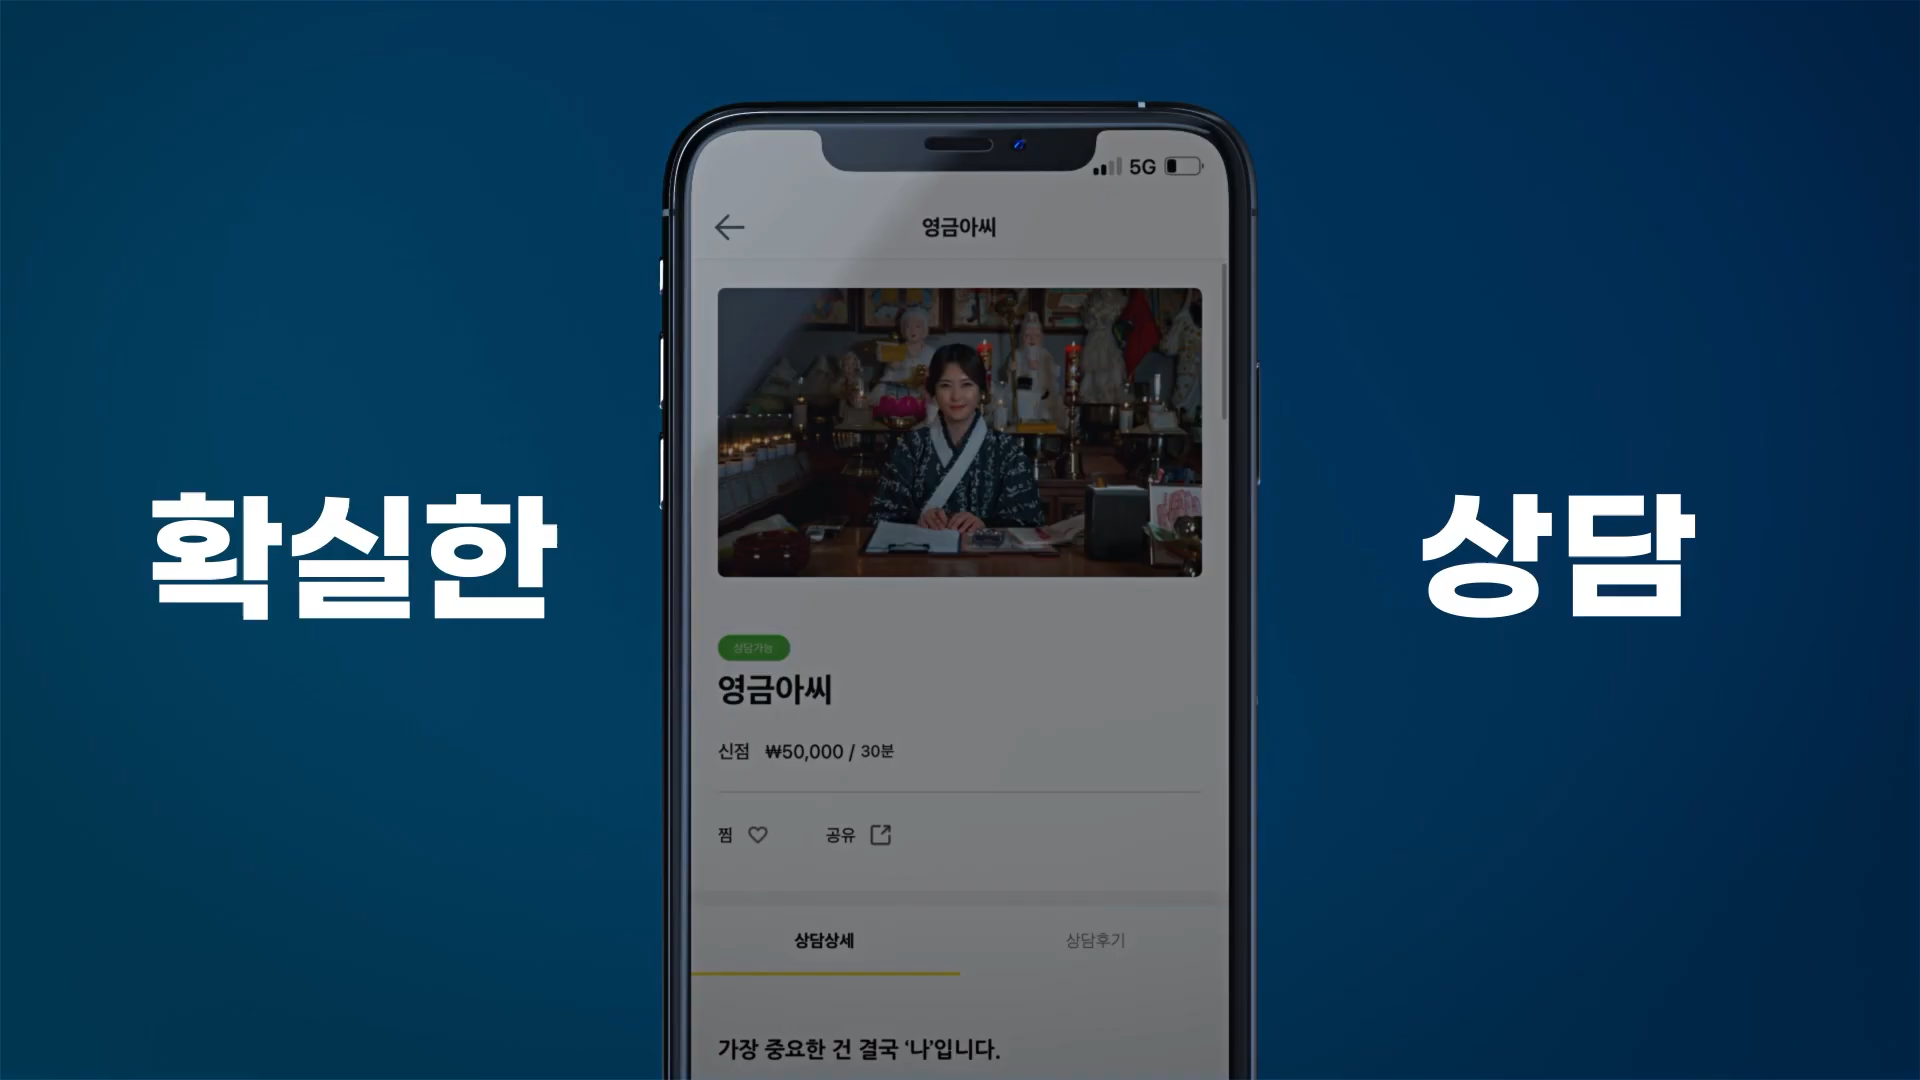 5G
영금아씨
확실한
상담
상담가능
영금아씨
신점 ₩50,000 / 30분
찜 공유
상담상세 상담후기
가장 중요한 건 결국 ‘나’입니다.